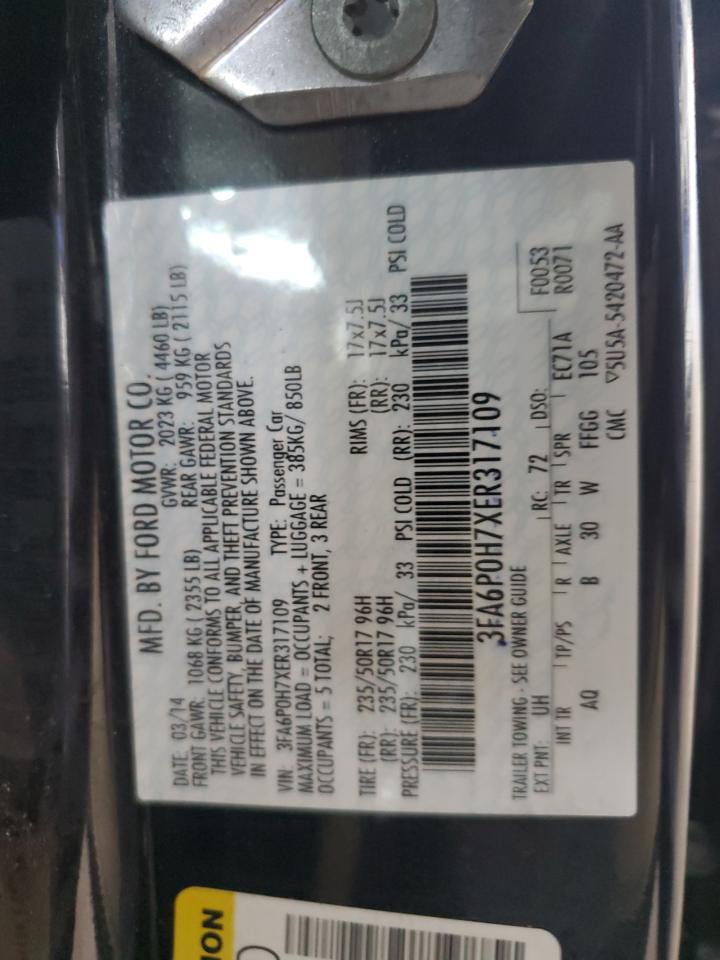 MFD. BY FORD MOTOR CO.
DATE: 03/14 GVWR: 2023 KG ( 4460 LB)
FRONT GAWR: 1068 KG ( 2355 LB) REAR GAWR: 959 KG ( 2115 LB)
THIS VEHICLE CONFORMS TO ALL APPLICABLE FEDERAL MOTOR
VEHICLE SAFETY, BUMPER, AND THEFT PREVENTION STANDARDS
IN EFFECT ON THE DATE OF MANUFACTURE SHOWN ABOVE.
VIN: 3FA6P0H7XER317109 TYPE: Passenger Car
MAXIMUM LOAD = OCCUPANTS + LUGGAGE = 385KG/ 850LB
OCCUPANTS = 5 TOTAL; 2 FRONT, 3 REAR
TIRE (FR): 235/50R17 96H RIMS (FR): 17x7.5J
(RR): 235/50R17 96H (RR): 17x7.5J
PRESSURE (FR): 230 kPa/ 33 PSI COLD (RR): 230 kPa/ 33 PSI COLD
3FA6P0H7XER317109
TRAILER TOWING - SEE OWNER GUIDE F0053
EXT PNT: UH RC: 72 DSO: R0071
INT TR TP/PS R AXLE TR SPR EC71A
AQ B 30 W FFGG 105
CMC ▽5U5A-5420472-AA
ION